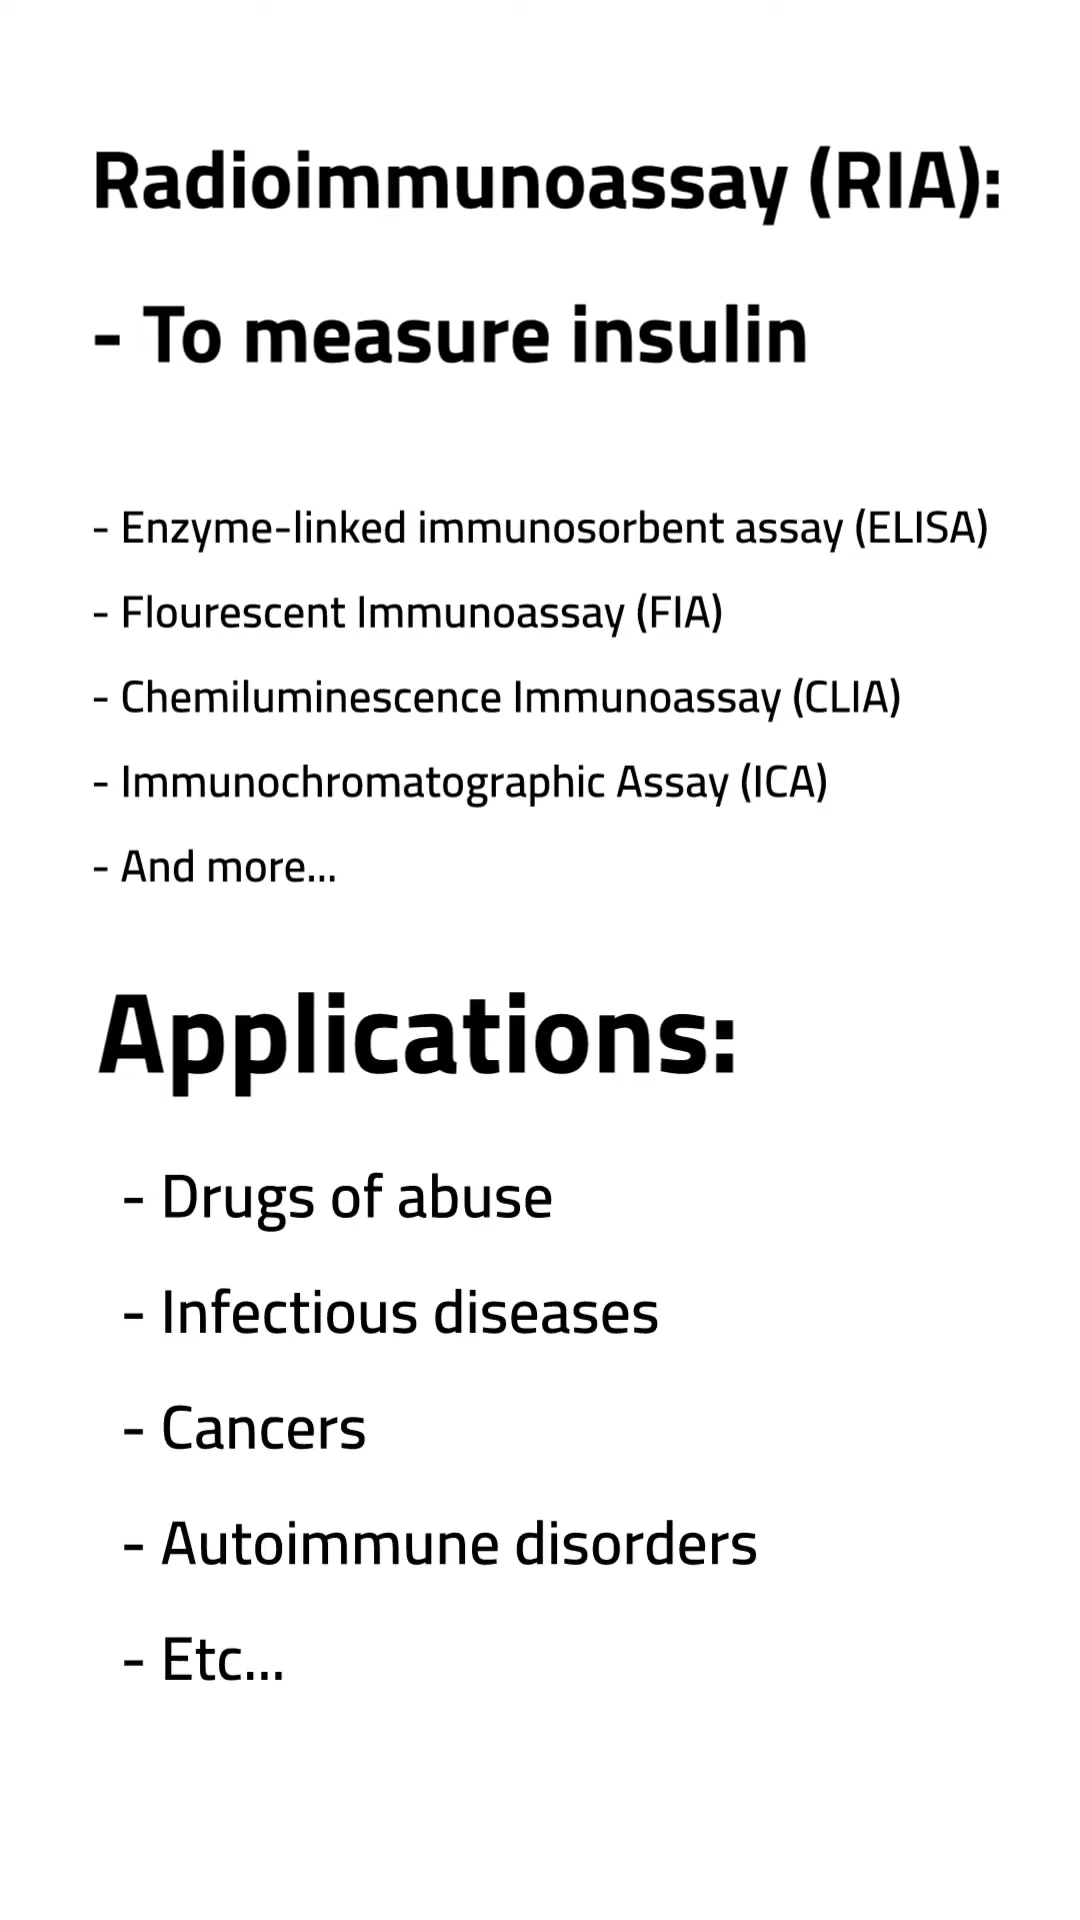 Radioimmunoassay (RIA):
- To measure insulin
- Enzyme-linked immunosorbent assay (ELISA)
- Flourescent Immunoassay (FIA)
- Chemiluminescence Immunoassay (CLIA)
- Immunochromatographic Assay (ICA)
- And more...
Applications:
- Drugs of abuse
- Infectious diseases
- Cancers
- Autoimmune disorders
- Etc...